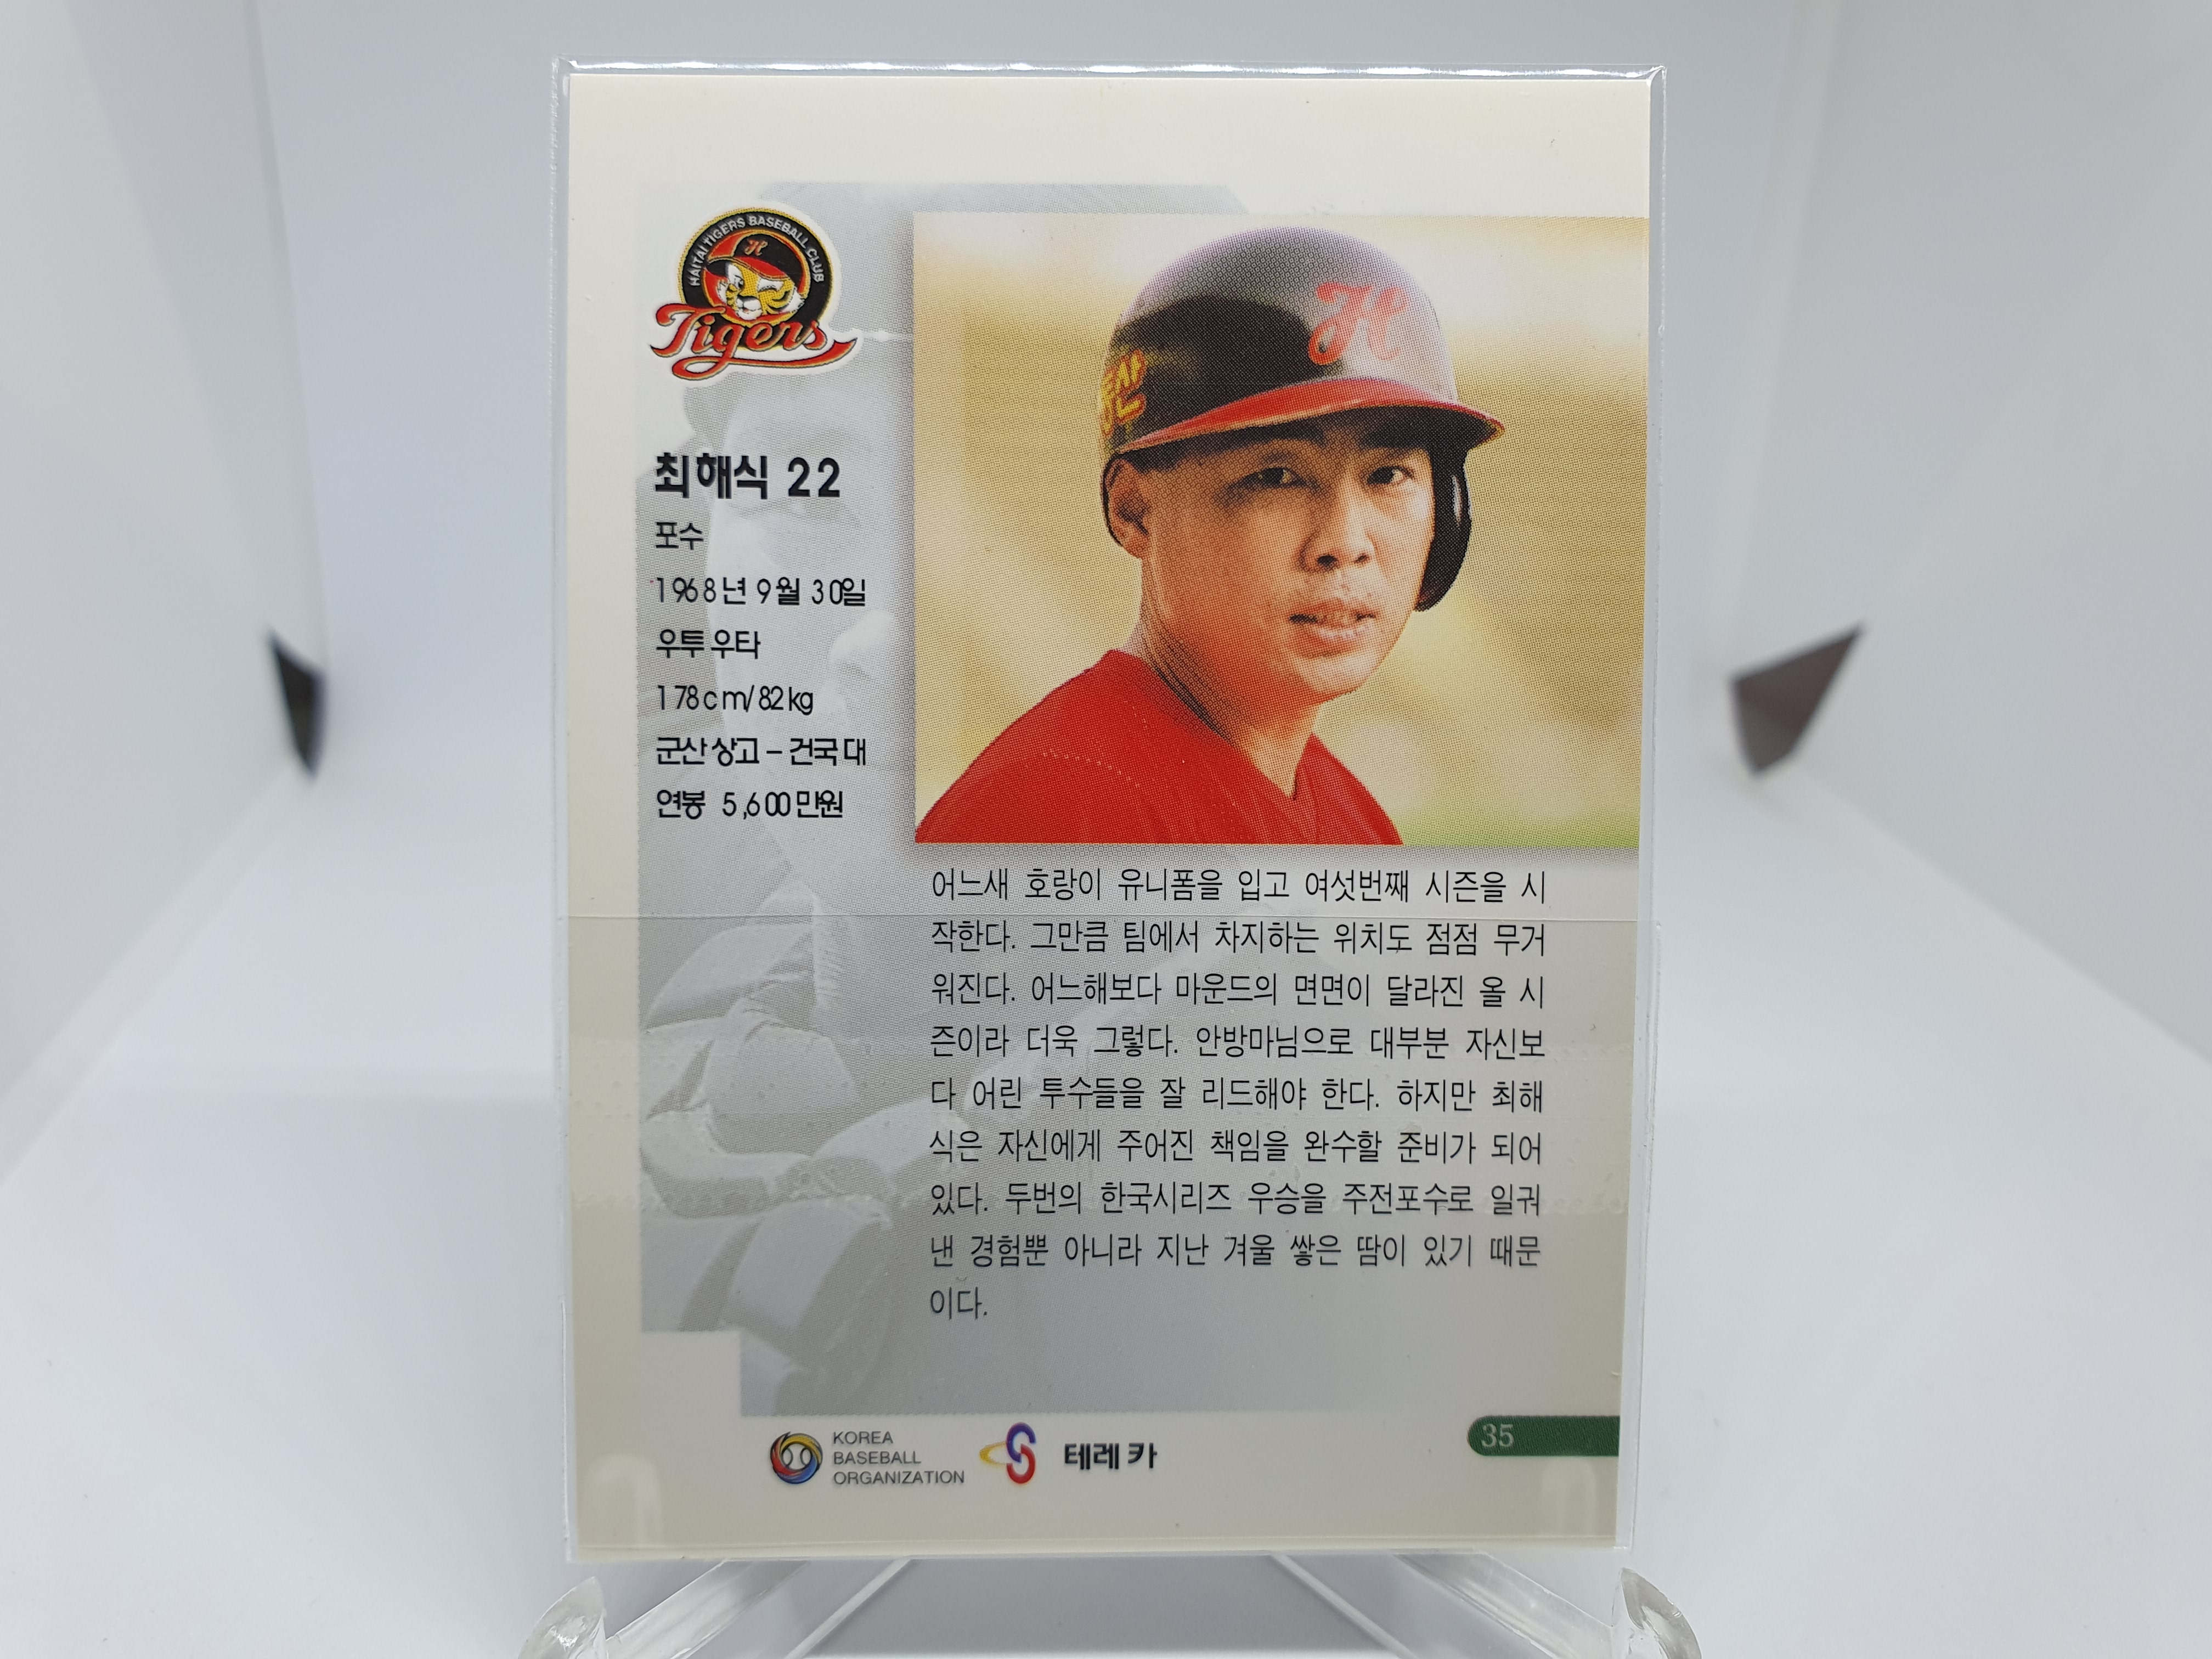 HAITAI TIGERS BASEBALL CLUB
H
Tigers
H
최해식 22
포수
1968년 9월 30일
우투우타
178cm/82kg
군산상고-건국대
연봉 5,600만원
어느새 호랑이 유니폼을 입고 여섯번째 시즌을 시
작한다. 그만큼 팀에서 차지하는 위치도 점점 무거
워진다. 어느해보다 마운드의 면면이 달라진 올 시
즌이라 더욱 그렇다. 안방마님으로 대부분 자신보
다 어린 투수들을 잘 리드해야 한다. 하지만 최해
식은 자신에게 주어진 책임을 완수할 준비가 되어
있다. 두번의 한국시리즈 우승을 주전포수로 일궈
낸 경험뿐 아니라 지난 겨울 쌓은 땀이 있기 때문
이다.
KOREA
BASEBALL
ORGANIZATION
테레카
35